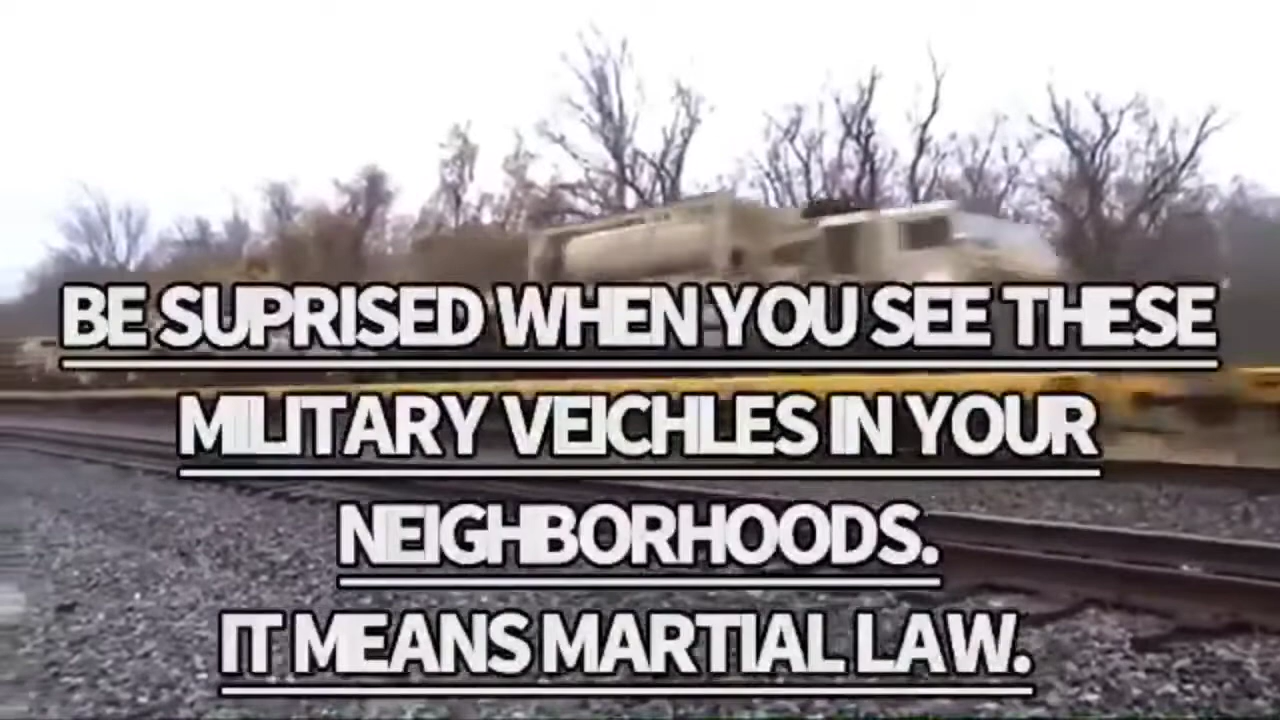 BE SUPRISED WHEN YOU SEE THESE
MILITARY VEICHLES IN YOUR
NEIGHBORHOODS.
IT MEANS MARTIAL LAW.